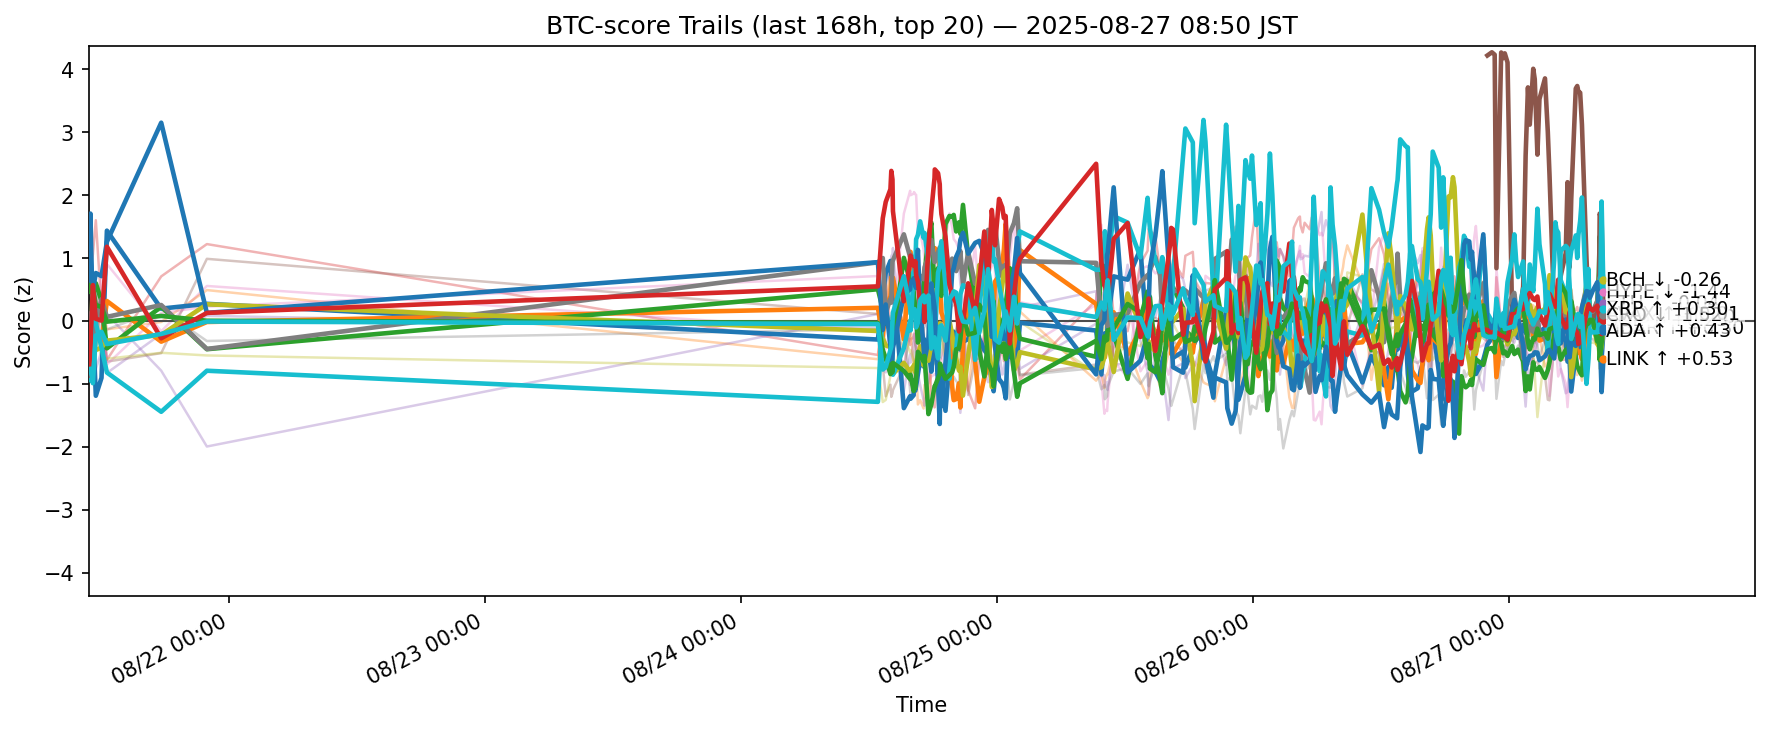 BTC-score Trails (last 168h, top 20) — 2025-08-27 08:50 JST
Score (z)
4
3
2
1
0
−1
−2
−3
−4
BCH ↓ -0.26
HYPE ↓ -1.44
XRP ↑ +0.30
ADA ↑ +0.43
LINK ↑ +0.53
08/22 00:00
08/23 00:00
08/24 00:00
08/25 00:00
08/26 00:00
08/27 00:00
Time